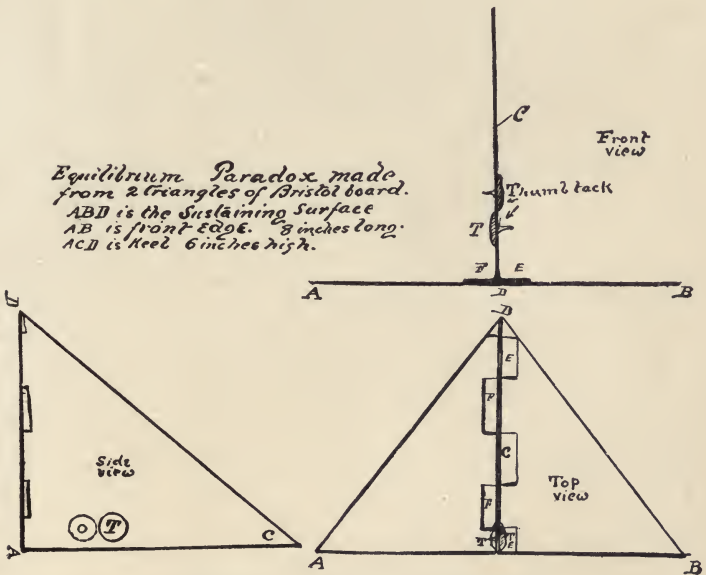 C
Front
view
Equilibrium Paradox made
from 2 triangles of Bristol board.
ABD is the Sustaining Surface
AB is front Edge. 8 inches long.
ACD is Keel 6 inches high.
Thumb tack
T
F E
A D B
D
D
E
F
Side
view
C
Top
view
F
O T
C
T T
E
A
A
B